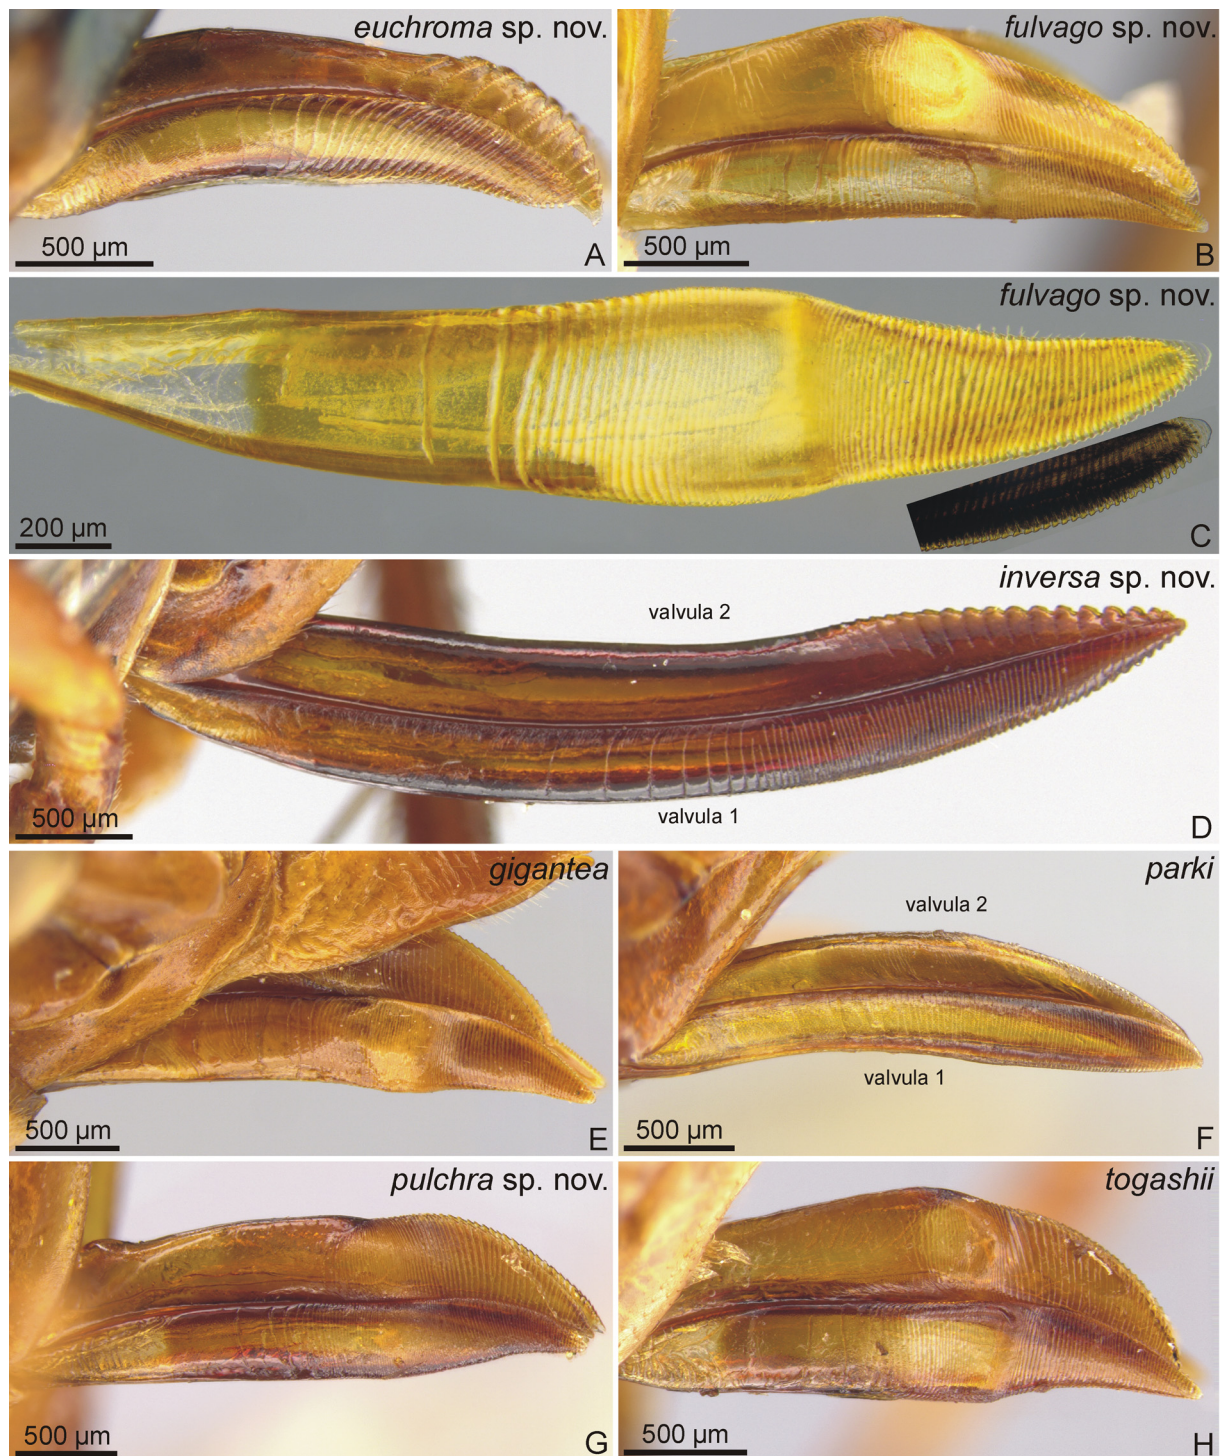 euchroma sp. nov.
500 µm
A
fulvago sp. nov.
500 µm
B
fulvago sp. nov.
200 µm
C
inversa sp. nov.
valvula 2
valvula 1
500 µm
D
gigantea
500 µm
E
parki
valvula 2
valvula 1
500 µm
F
pulchra sp. nov.
500 µm
G
togashii
500 µm
H